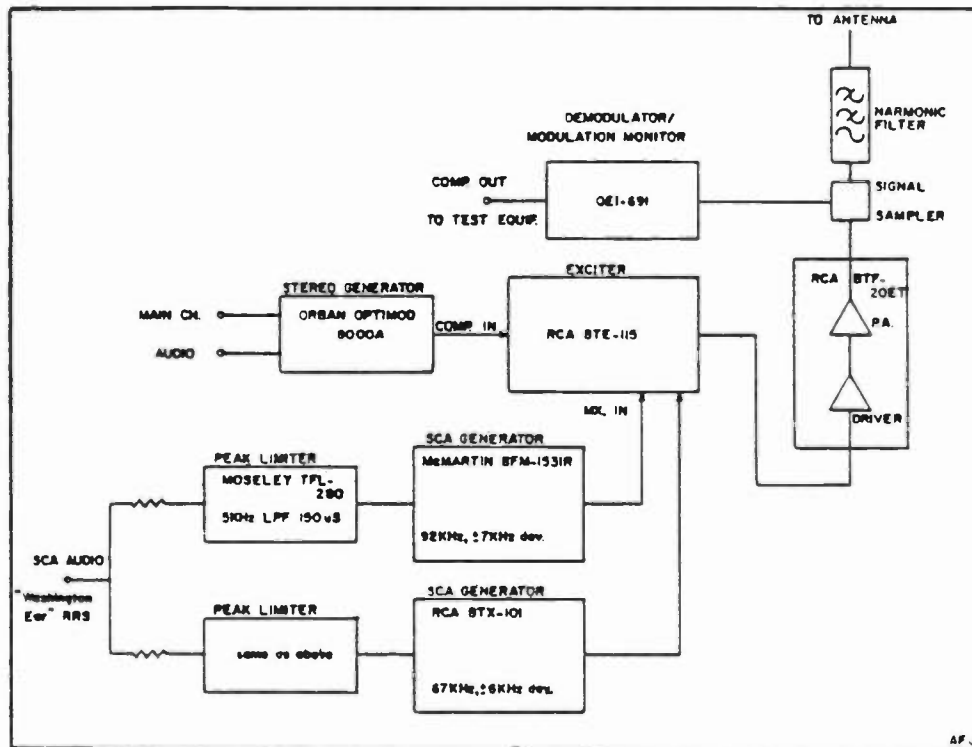 TO ANTENNA
HARMONIC
FILTER
DEMODULATOR/
MODULATION MONITOR
SIGNAL
SAMPLER
COMP. OUT
TO TEST EQUIP.
QEI-691
EXCITER
RCA BTF-
20ET
STEREO GENERATOR
MAIN CH.
ORBAN OPTIMOD
8000A
COMP. IN
RCA BTE-115
P.A.
AUDIO
DRIVER
MX. IN
SCA GENERATOR
PEAK LIMITER
McMARTIN BFM-1531R
MOSELEY TFL-
280
5KHz LPF 150uS
92KHz, ±7KHz dev.
SCA AUDIO
"Washington
Ear" RRS
SCA GENERATOR
PEAK LIMITER
RCA BTX-101
same as above
67KHz, ±6KHz dev.
AF.